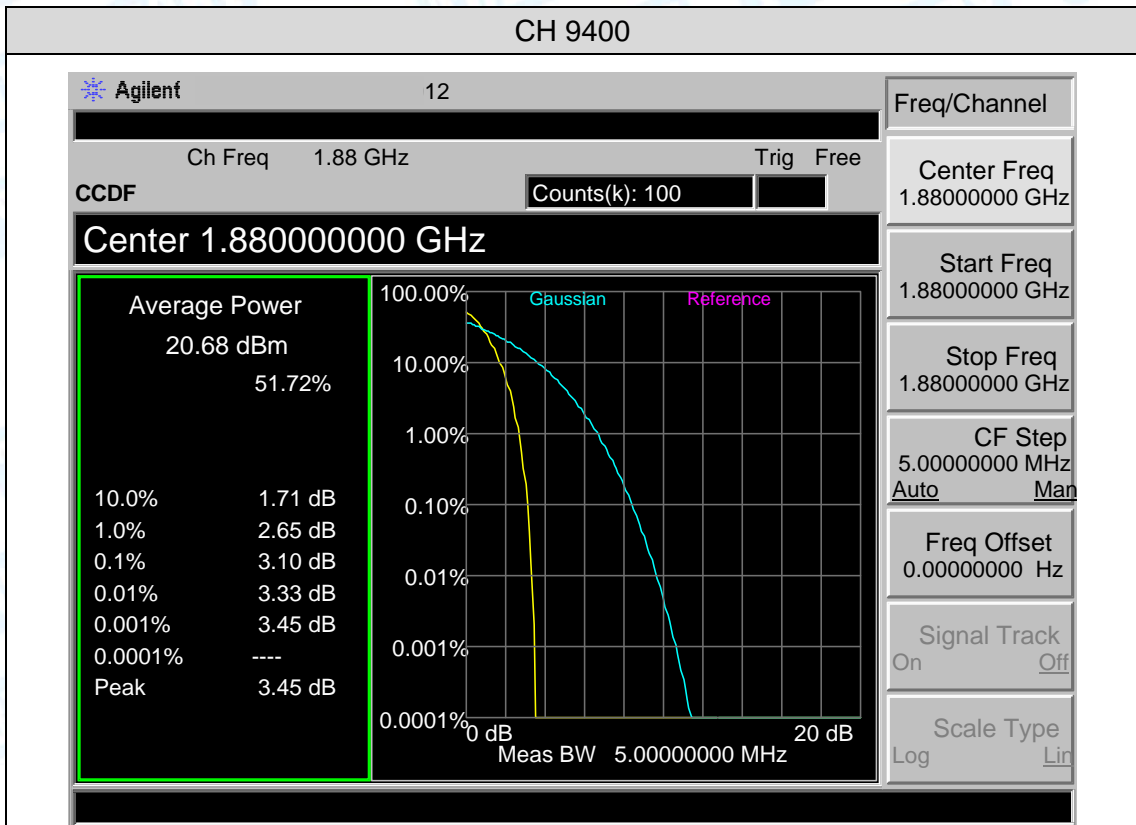 CH 9400
Agilent 12
Ch Freq 1.88 GHz Trig Free
CCDF Counts(k): 100
Center 1.880000000 GHz
Average Power
20.68 dBm
51.72%
10.0% 1.71 dB
1.0% 2.65 dB
0.1% 3.10 dB
0.01% 3.33 dB
0.001% 3.45 dB
0.0001% ----
Peak 3.45 dB
Gaussian Reference
100.00%
10.00%
1.00%
0.10%
0.01%
0.001%
0.0001%
0 dB 20 dB
Meas BW 5.00000000 MHz
Freq/Channel
Center Freq
1.88000000 GHz
Start Freq
1.88000000 GHz
Stop Freq
1.88000000 GHz
CF Step
5.00000000 MHz
Auto Man
Freq Offset
0.00000000 Hz
Signal Track
On Off
Scale Type
Log Lin